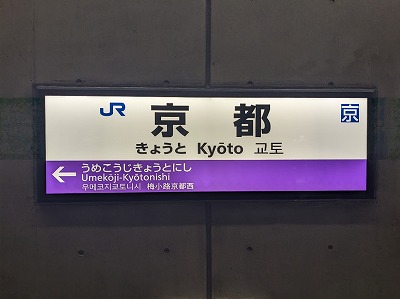 JR 京都 京
きょうと Kyōto 교토
うめこうじきょうとにし
Umekōji-Kyōtonishi
우메코지교토니시 梅小路京都西